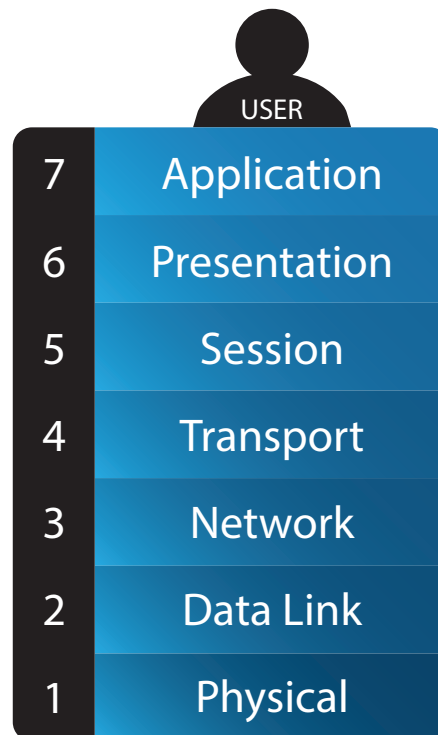 USER
7 Application
6 Presentation
5 Session
4 Transport
3 Network
2 Data Link
1 Physical